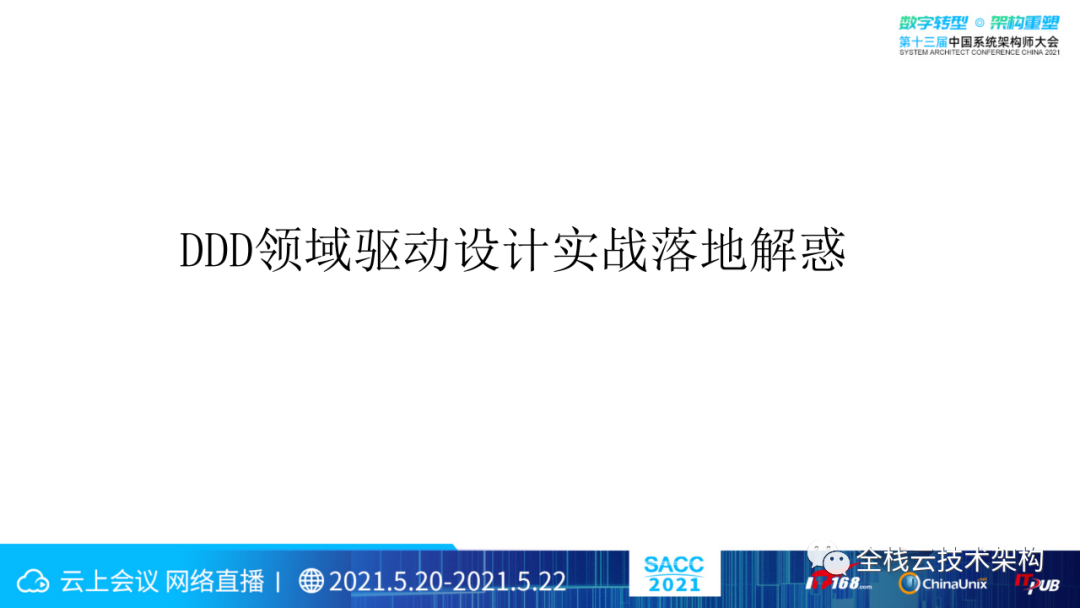 数字转型 ◎ 架构重塑
第十三届中国系统架构师大会
SYSTEM ARCHITECT CONFERENCE CHINA 2021
DDD领域驱动设计实战落地解惑
云上会议 网络直播 | 2021.5.20-2021.5.22
SACC
2021
全栈云技术架构
IT168.com
ChinaUnix
ITPUB